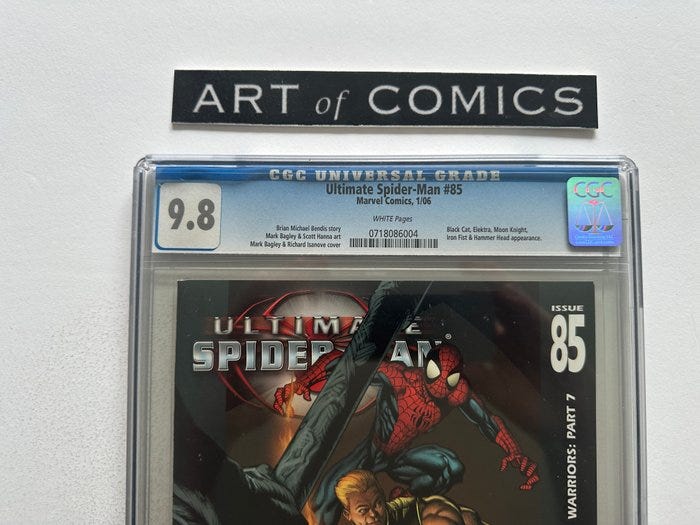 ART of COMICS
CGC UNIVERSAL GRADE
Ultimate Spider-Man #85
Marvel Comics, 1/06
9.8
WHITE Pages
Brian Michael Bendis story
Mark Bagley & Scott Hanna art
Mark Bagley & Richard Isanove cover
0718086004
Black Cat, Elektra, Moon Knight,
Iron Fist & Hammer Head appearance.
CGC
ULTIMA E
SPIDER AN
ISSUE
85
WARRIORS: PART 7